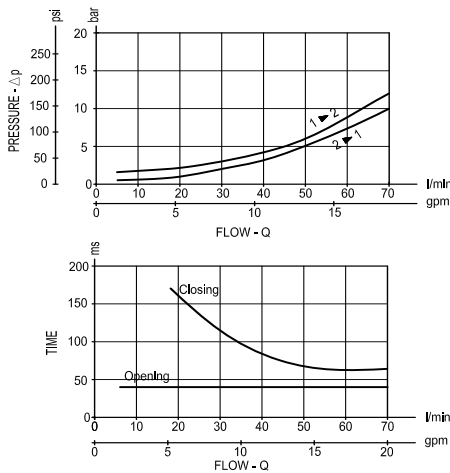 psi
bar
250
200
150
100
50
0
PRESSURE - Δp
20
15
10
5
0
1 ▸ 2
2 ▸ 1
0 10 20 30 40 50 60 70 l/min
0 5 10 15 gpm
FLOW - Q
ms
200
150
100
50
0
TIME
Closing
Opening
0 10 20 30 40 50 60 70 l/min
0 5 10 15 20 gpm
FLOW - Q